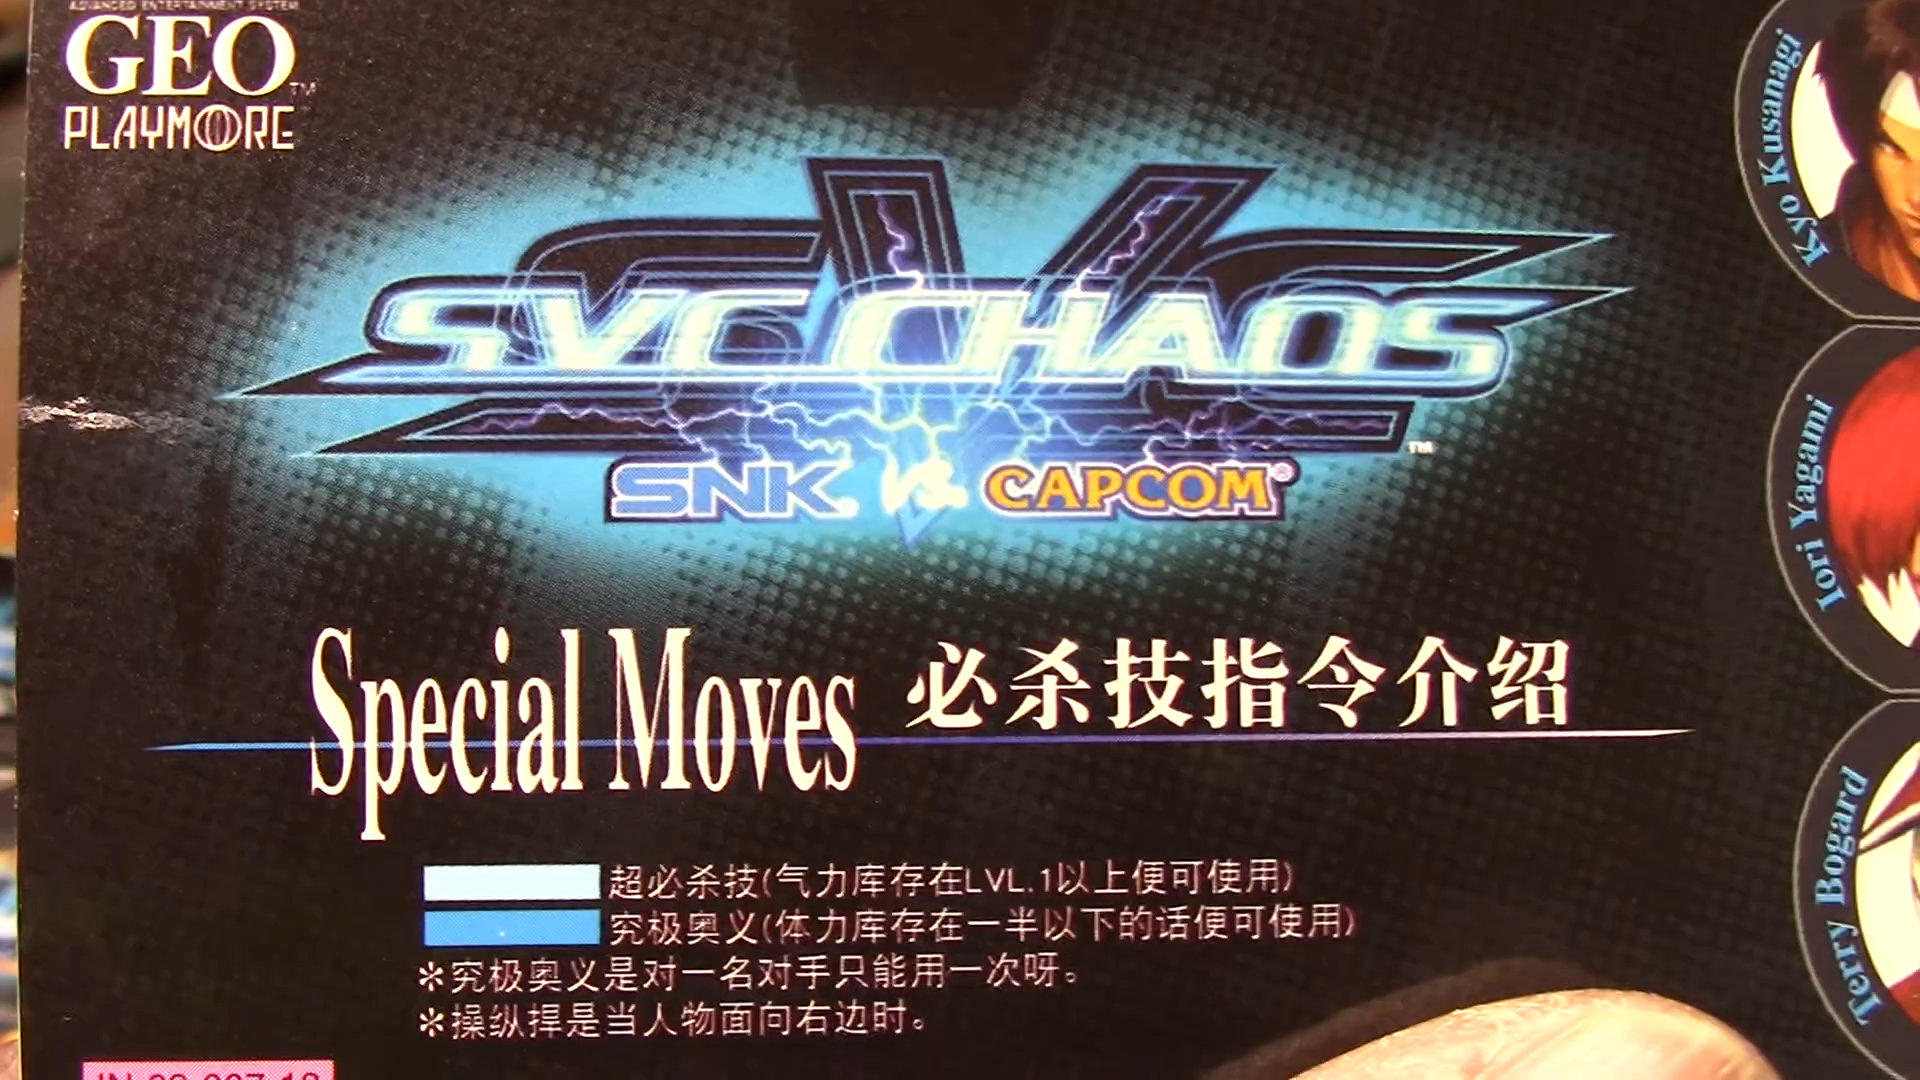 ADVANCED ENTERTAINMENT SYSTEM
GEO™
PLAYMORE
SVC CHAOS™
SNK® VS. CAPCOM®
Special Moves 必杀技指令介绍
超必杀技(气力库存在LVL.1以上便可使用)
究极奥义(体力库存在一半以下的话便可使用)
*究极奥义是对一名对手只能用一次呀。
*操纵捍是当人物面向右边时。
Kyo Kusanagi
Iori Yagami
Terry Bogard